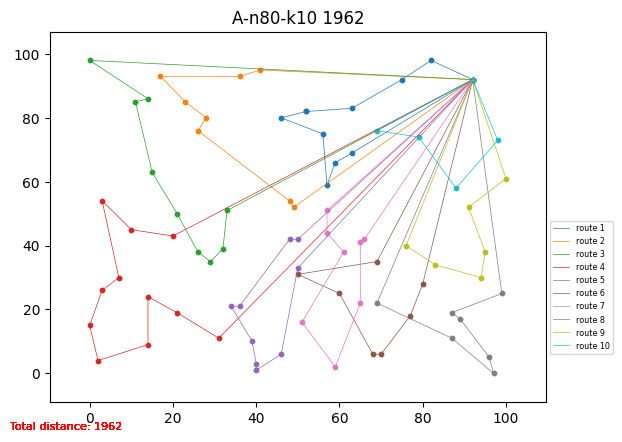 A-n80-k10 1962
100
80
60
40
20
0
0 20 40 60 80 100
route 1
route 2
route 3
route 4
route 5
route 6
route 7
route 8
route 9
route 10
Total distance: 1962